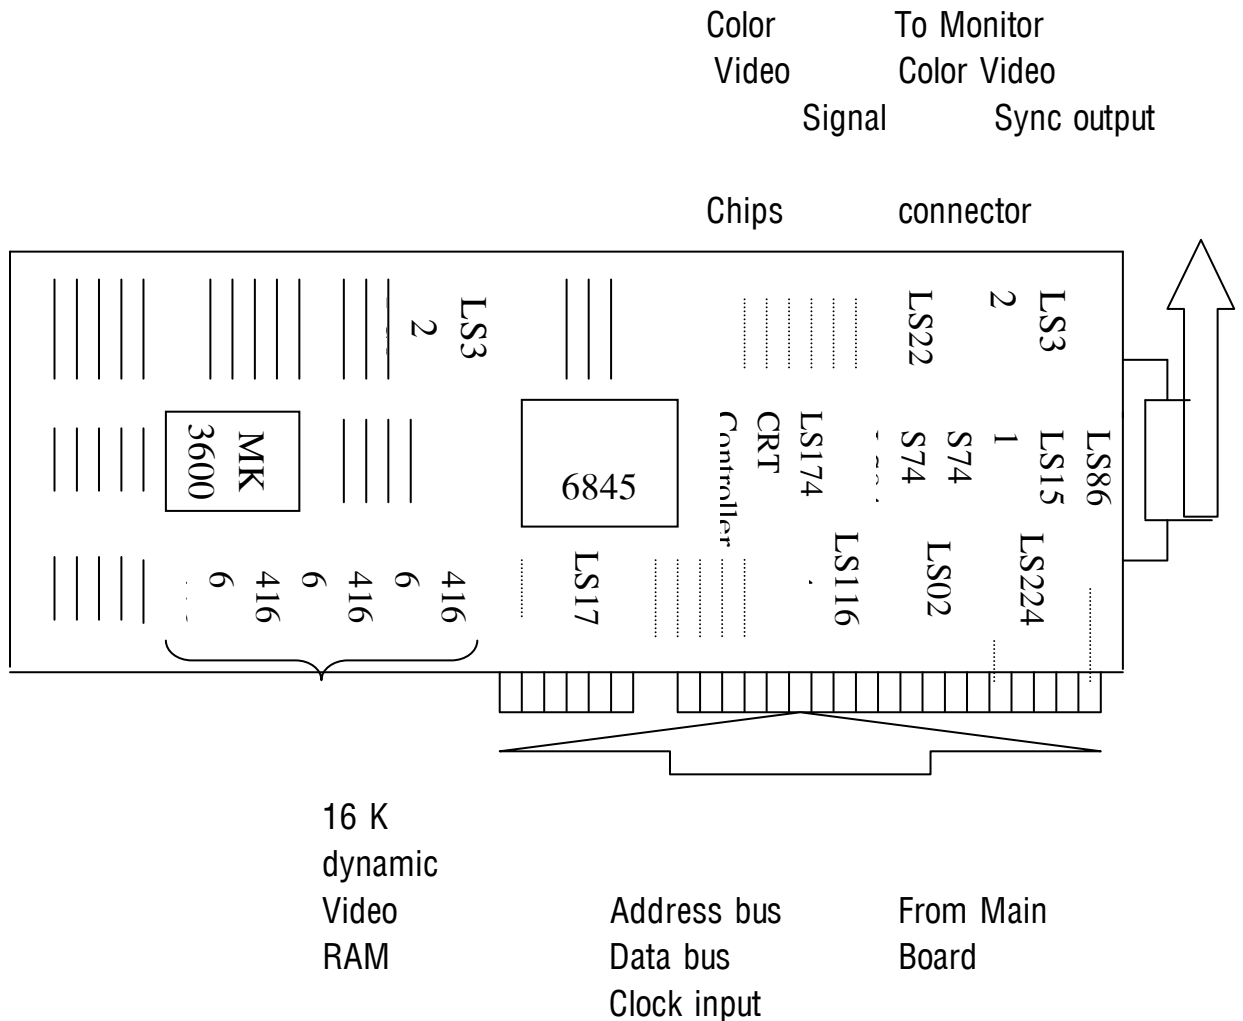 Color To Monitor
Video Color Video
Signal Sync output
Chips connector
LS3
2
LS22
2
LS3
MK
3600
6845
Controller
CRT
LS174
S74
S74
1
LS15
LS86
6
416
6
416
6
416
LS17
LS116
LS02
LS224
16 K
dynamic
Video
RAM
Address bus
Data bus
Clock input
From Main
Board